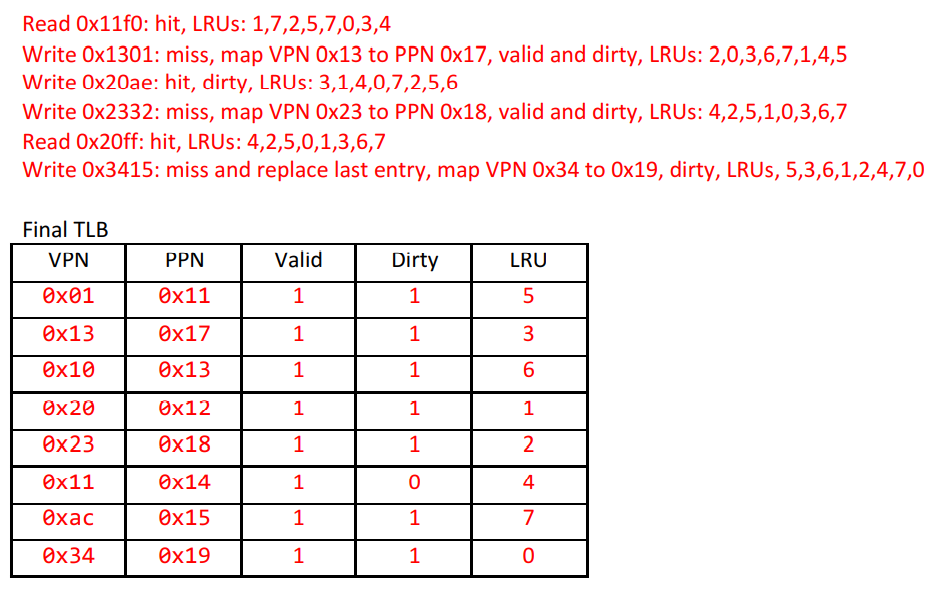 Read 0x11f0: hit, LRUs: 1,7,2,5,7,0,3,4
Write 0x1301: miss, map VPN 0x13 to PPN 0x17, valid and dirty, LRUs: 2,0,3,6,7,1,4,5
Write 0x20ae: hit, dirty, LRUs: 3,1,4,0,7,2,5,6
Write 0x2332: miss, map VPN 0x23 to PPN 0x18, valid and dirty, LRUs: 4,2,5,1,0,3,6,7
Read 0x20ff: hit, LRUs: 4,2,5,0,1,3,6,7
Write 0x3415: miss and replace last entry, map VPN 0x34 to 0x19, dirty, LRUs, 5,3,6,1,2,4,7,0
Final TLB
VPN PPN Valid Dirty LRU
0x01 0x11 1 1 5
0x13 0x17 1 1 3
0x10 0x13 1 1 6
0x20 0x12 1 1 1
0x23 0x18 1 1 2
0x11 0x14 1 0 4
0xac 0x15 1 1 7
0x34 0x19 1 1 0